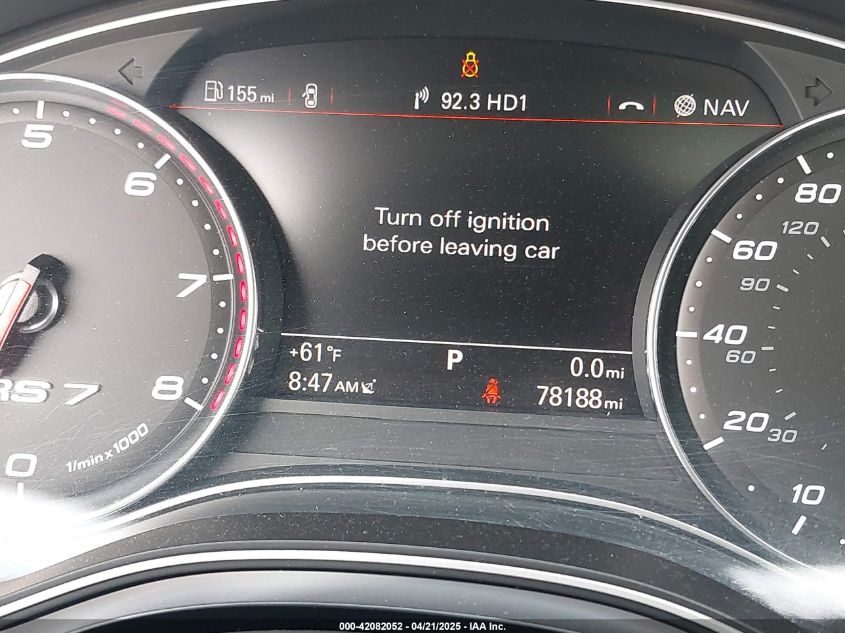 155 mi
92.3 HD1
NAV
Turn off ignition
before leaving car
+61°F
P
0.0 mi
8:47 AM
78188 mi
5
6
7
8
RS 7
1/min x 1000
0
80
120
60
90
40
60
20
30
10
000-42082052 - 04/21/2025 - IAA Inc.